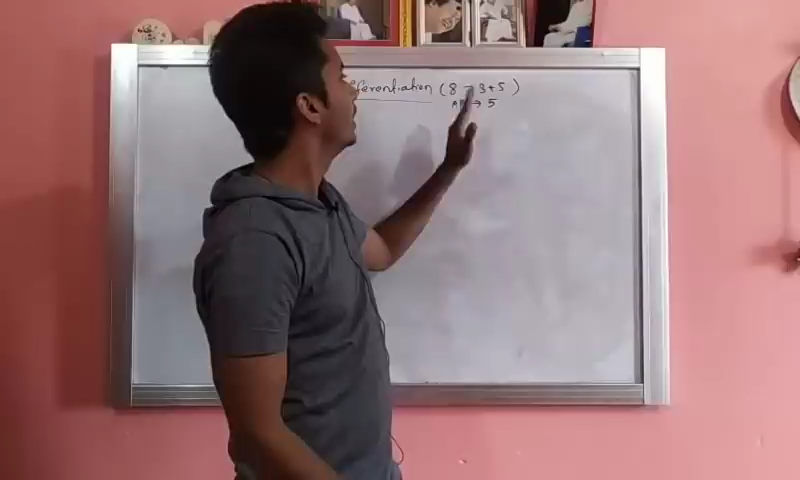 fferentiation (8 → 3+5)
→ 5